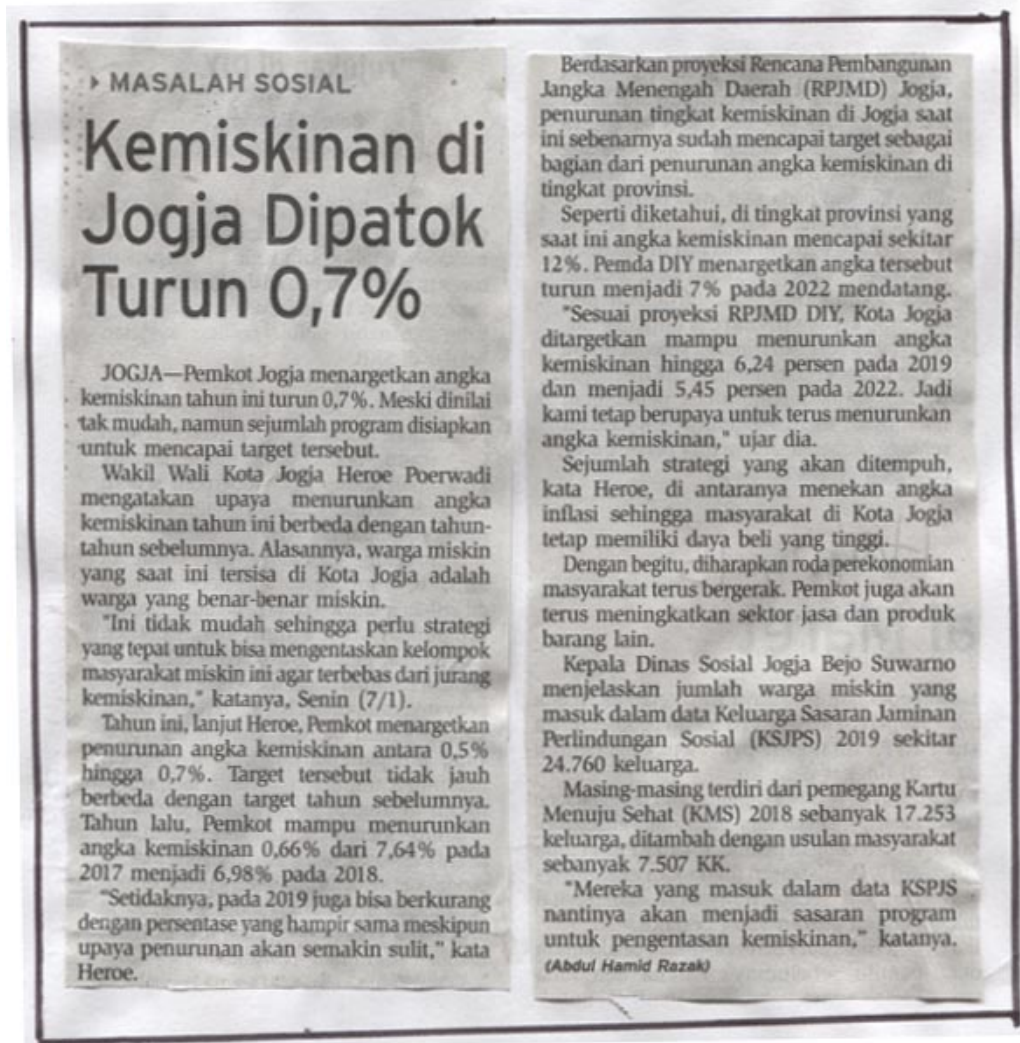 MASALAH SOSIAL
Kemiskinan di
Jogja Dipatok
Turun 0,7%
JOGJA—Pemkot Jogja menargetkan angka
kemiskinan tahun ini turun 0,7%. Meski dinilai
tak mudah, namun sejumlah program disiapkan
untuk mencapai target tersebut.
Wakil Wali Kota Jogja Heroe Poerwadi
mengatakan upaya menurunkan angka
kemiskinan tahun ini berbeda dengan tahun-
tahun sebelumnya. Alasannya, warga miskin
yang saat ini tersisa di Kota Jogja adalah
warga yang benar-benar miskin.
"Ini tidak mudah sehingga perlu strategi
yang tepat untuk bisa mengentaskan kelompok
masyarakat miskin ini agar terbebas dari jurang
kemiskinan," katanya, Senin (7/1).
Tahun ini, lanjut Heroe, Pemkot menargetkan
penurunan angka kemiskinan antara 0,5%
hingga 0,7%. Target tersebut tidak jauh
berbeda dengan target tahun sebelumnya.
Tahun lalu, Pemkot mampu menurunkan
angka kemiskinan 0,66% dari 7,64% pada
2017 menjadi 6,98% pada 2018.
"Setidaknya, pada 2019 juga bisa berkurang
dengan persentase yang hampir sama meskipun
upaya penurunan akan semakin sulit," kata
Heroe.
Berdasarkan proyeksi Rencana Pembangunan
Jangka Menengah Daerah (RPJMD) Jogja,
penurunan tingkat kemiskinan di Jogja saat
ini sebenarnya sudah mencapai target sebagai
bagian dari penurunan angka kemiskinan di
tingkat provinsi.
Seperti diketahui, di tingkat provinsi yang
saat ini angka kemiskinan mencapai sekitar
12%. Pemda DIY menargetkan angka tersebut
turun menjadi 7% pada 2022 mendatang.
"Sesuai proyeksi RPJMD DIY, Kota Jogja
ditargetkan mampu menurunkan angka
kemiskinan hingga 6,24 persen pada 2019
dan menjadi 5,45 persen pada 2022. Jadi
kami tetap berupaya untuk terus menurunkan
angka kemiskinan," ujar dia.
Sejumlah strategi yang akan ditempuh,
kata Heroe, di antaranya menekan angka
inflasi sehingga masyarakat di Kota Jogja
tetap memiliki daya beli yang tinggi.
Dengan begitu, diharapkan roda perekonomian
masyarakat terus bergerak. Pemkot juga akan
terus meningkatkan sektor jasa dan produk
barang lain.
Kepala Dinas Sosial Jogja Bejo Suwarno
menjelaskan jumlah warga miskin yang
masuk dalam data Keluarga Sasaran Jaminan
Perlindungan Sosial (KSJPS) 2019 sekitar
24.760 keluarga.
Masing-masing terdiri dari pemegang Kartu
Menuju Sehat (KMS) 2018 sebanyak 17.253
keluarga, ditambah dengan usulan masyarakat
sebanyak 7.507 KK.
"Mereka yang masuk dalam data KSPJS
nantinya akan menjadi sasaran program
untuk pengentasan kemiskinan," katanya.
(Abdul Hamid Razak)